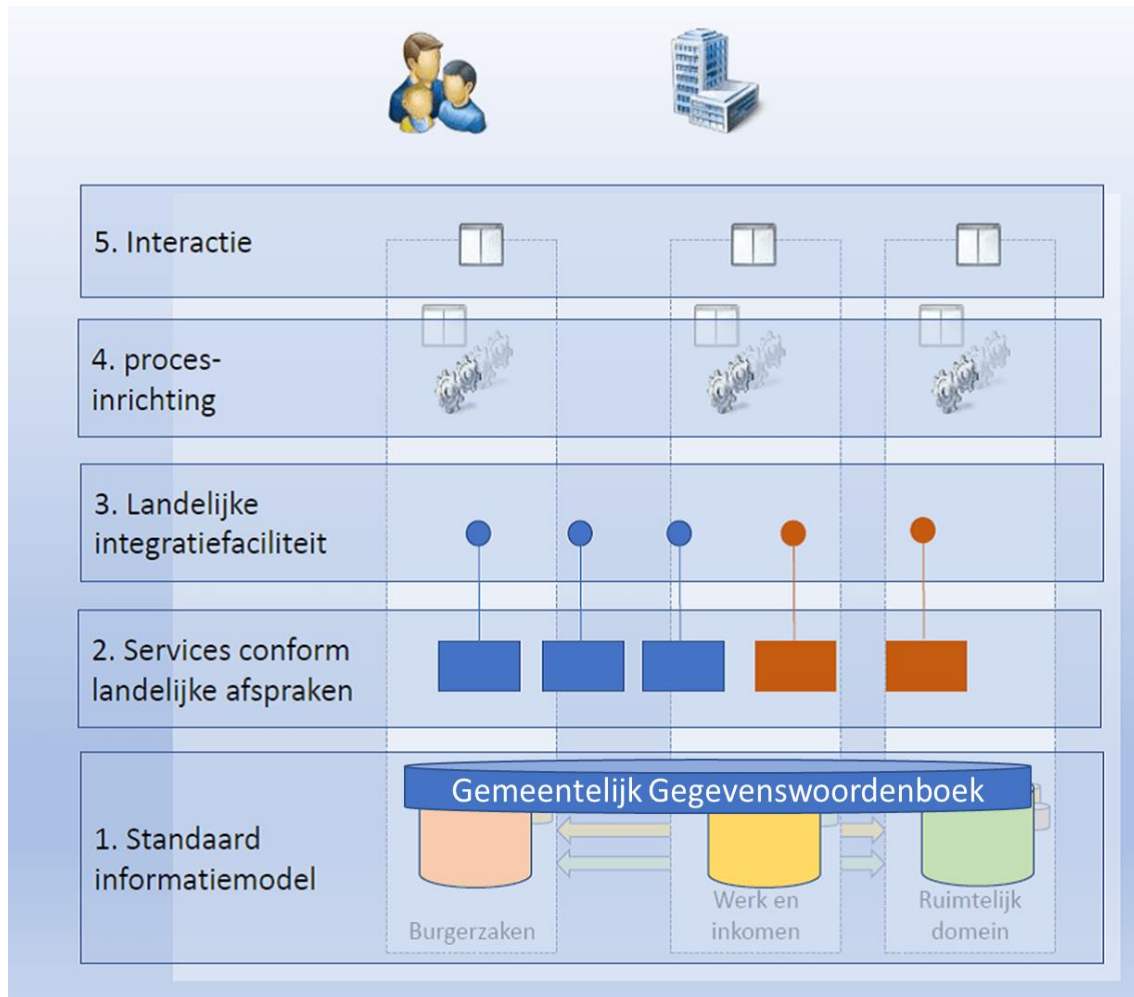 5. Interactie
4. proces-
inrichting
3. Landelijke
integratiefaciliteit
2. Services conform
landelijke afspraken
Gemeentelijk Gegevenswoordenboek
1. Standaard
informatiemodel
Burgerzaken
Werk en
inkomen
Ruimtelijk
domein